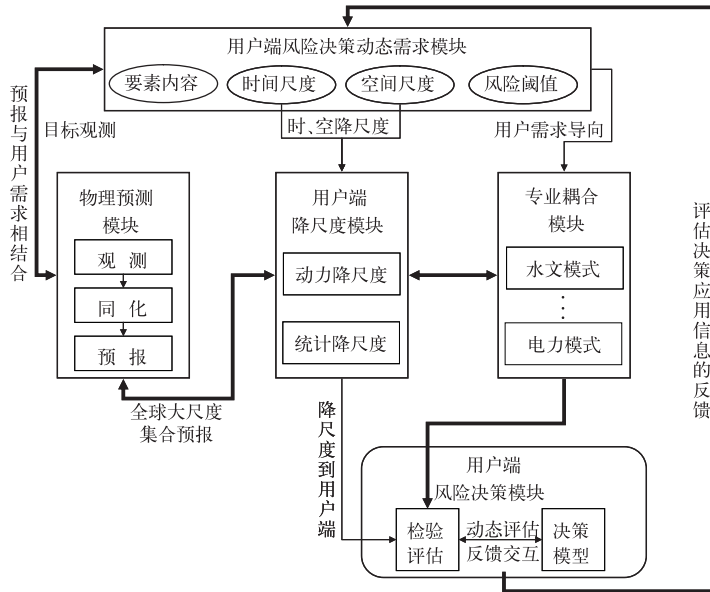 用户端风险决策动态需求模块
要素内容
时间尺度
空间尺度
风险阈值
预报与用户需求相结合
目标观测
时、空降尺度
用户需求导向
物理预测
模块
观 测
同 化
预 报
用户端
降尺度模块
动力降尺度
统计降尺度
专业耦合
模块
水文模式
⋮
电力模式
评估决策应用信息的反馈
全球大尺度
集合预报
降尺度到用户端
用户端
风险决策模块
检验
评估
动态评估
反馈交互
决策
模型